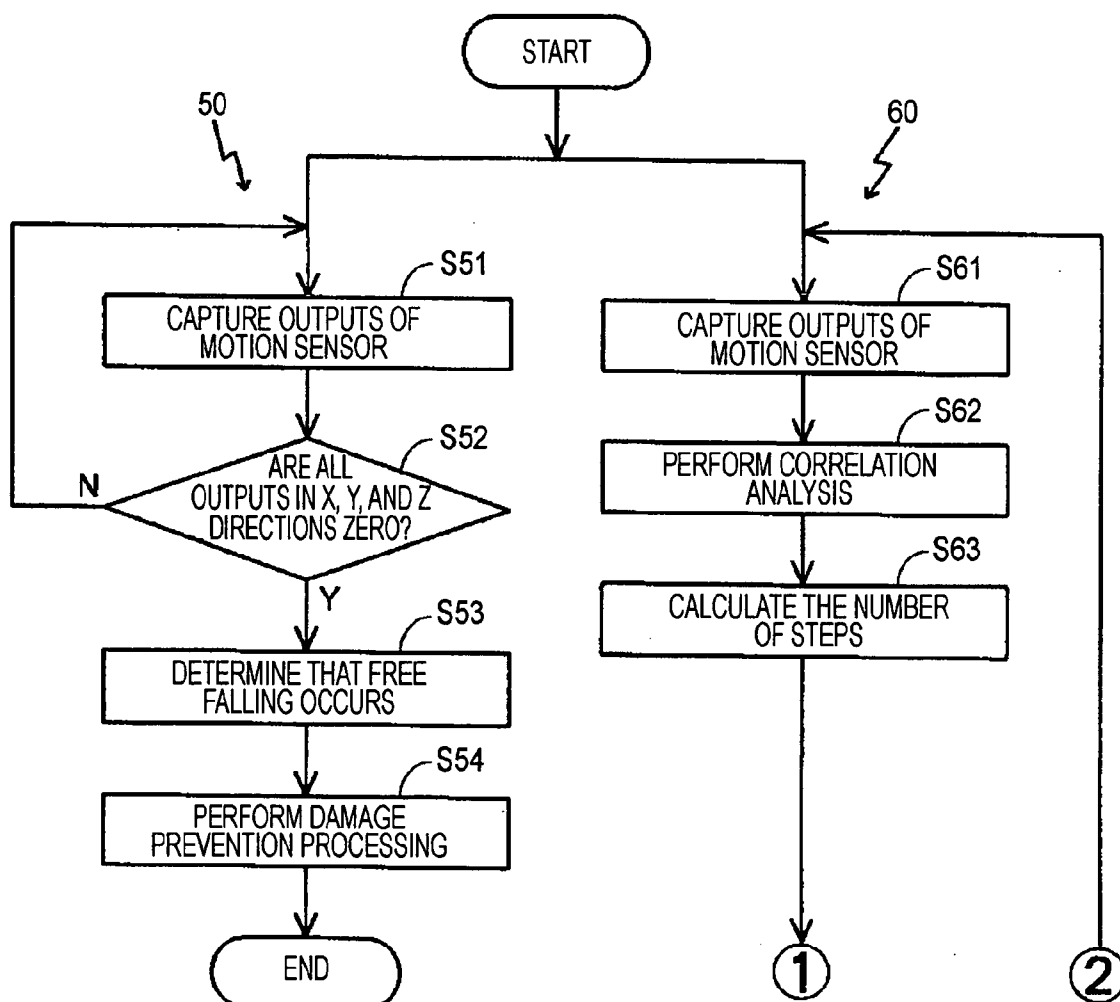 START
50
60
S51
CAPTURE OUTPUTS OF
MOTION SENSOR
S52
ARE ALL
OUTPUTS IN X, Y, AND Z
DIRECTIONS ZERO?
N
Y
S53
DETERMINE THAT FREE
FALLING OCCURS
S54
PERFORM DAMAGE
PREVENTION PROCESSING
END
S61
CAPTURE OUTPUTS OF
MOTION SENSOR
S62
PERFORM CORRELATION
ANALYSIS
S63
CALCULATE THE NUMBER
OF STEPS
1
2